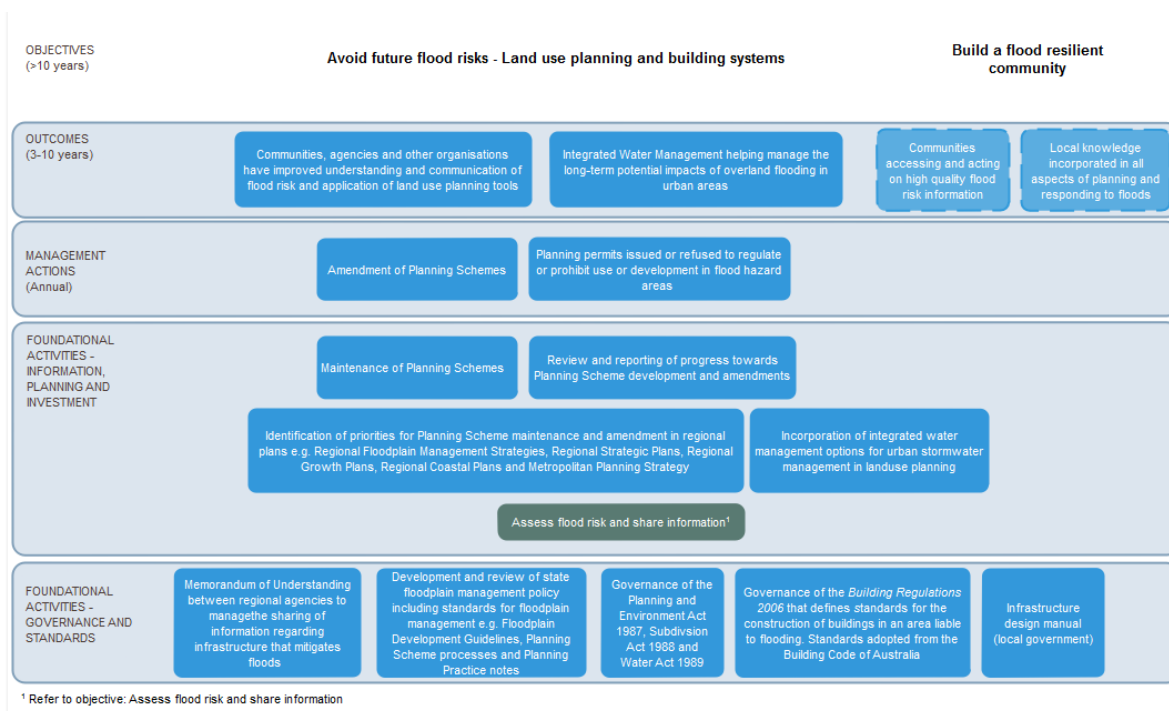 OBJECTIVES
(>10 years)
Avoid future flood risks - Land use planning and building systems
Build a flood resilient
community
OUTCOMES
(3-10 years)
Communities, agencies and other organisations
have improved understanding and communication of
flood risk and application of land use planning tools
Integrated Water Management helping manage the
long-term potential impacts of overland flooding in
urban areas
Communities
accessing and acting
on high quality flood
risk information
Local knowledge
incorporated in all
aspects of planning and
responding to floods
MANAGEMENT
ACTIONS
(Annual)
Amendment of Planning Schemes
Planning permits issued or refused to regulate
or prohibit use or development in flood hazard
areas
FOUNDATIONAL
ACTIVITIES –
INFORMATION,
PLANNING AND
INVESTMENT
Maintenance of Planning Schemes
Review and reporting of progress towards
Planning Scheme development and amendments
Identification of priorities for Planning Scheme maintenance and amendment in regional
plans e.g. Regional Floodplain Management Strategies, Regional Strategic Plans, Regional
Growth Plans, Regional Coastal Plans and Metropolitan Planning Strategy
Incorporation of integrated water
management options for urban stormwater
management in landuse planning
Assess flood risk and share information¹
FOUNDATIONAL
ACTIVITIES -
GOVERNANCE AND
STANDARDS
Memorandum of Understanding
between regional agencies to
managethe sharing of
information regarding
infrastructure that mitigates
floods
Development and review of state
floodplain management policy
including standards for floodplain
management e.g. Floodplain
Development Guidelines, Planning
Scheme processes and Planning
Practice notes
Governance of the
Planning and
Environment Act
1987, Subdivsion
Act 1988 and
Water Act 1989
Governance of the Building Regulations
2006 that defines standards for the
construction of buildings in an area liable
to flooding. Standards adopted from the
Building Code of Australia
Infrastructure
design manual
(local government)
¹ Refer to objective: Assess flood risk and share information